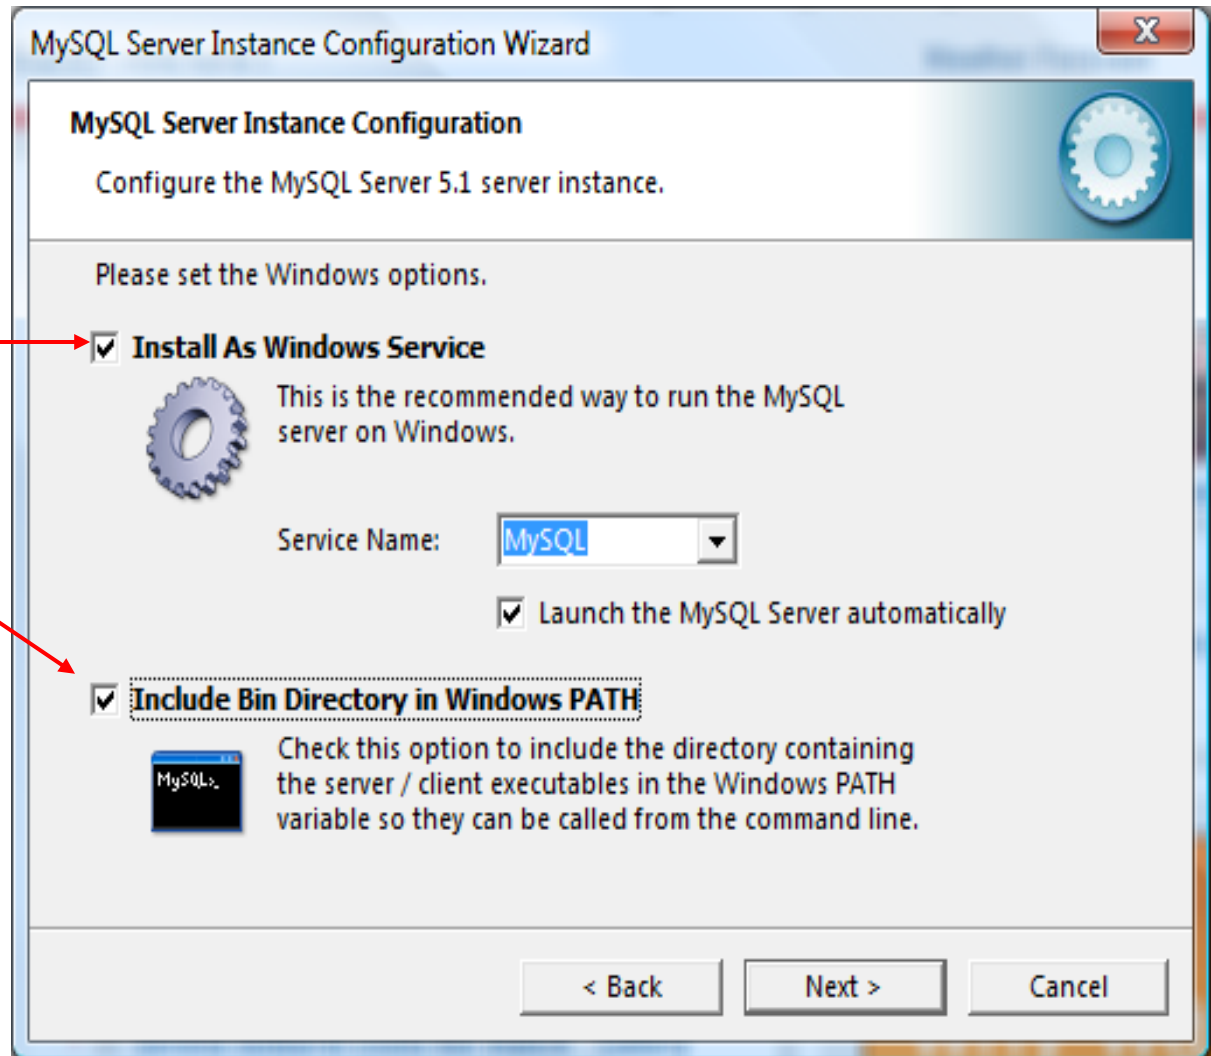 MySQL Server Instance Configuration Wizard
X
MySQL Server Instance Configuration
Configure the MySQL Server 5.1 server instance.
Please set the Windows options.
Install As Windows Service
This is the recommended way to run the MySQL
server on Windows.
Service Name: MySQL
Launch the MySQL Server automatically
Include Bin Directory in Windows PATH
MySQL>_
Check this option to include the directory containing
the server / client executables in the Windows PATH
variable so they can be called from the command line.
< Back Next > Cancel